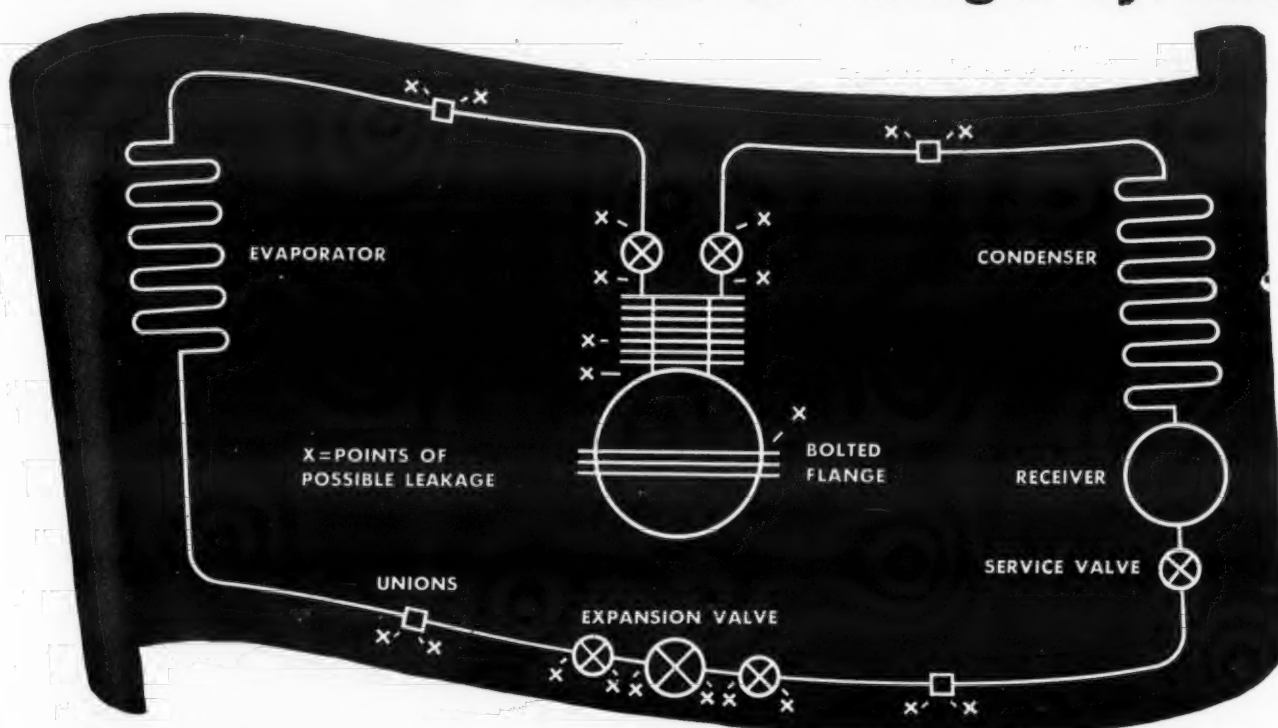 EVAPORATOR
CONDENSER
X=POINTS OF
POSSIBLE LEAKAGE
BOLTED
FLANGE
RECEIVER
SERVICE VALVE
UNIONS
EXPANSION VALVE